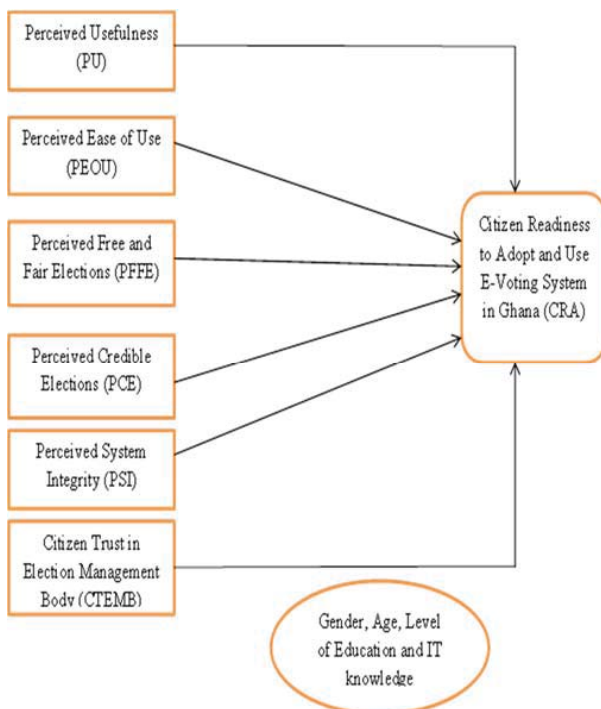 Perceived Usefulness
(PU)
Perceived Ease of Use
(PEOU)
Perceived Free and
Fair Elections (PFFE)
Perceived Credible
Elections (PCE)
Perceived System
Integrity (PSI)
Citizen Trust in
Election Management
Body (CTEMB)
Citizen Readiness
to Adopt and Use
E-Voting System
in Ghana (CRA)
Gender, Age, Level
of Education and IT
knowledge